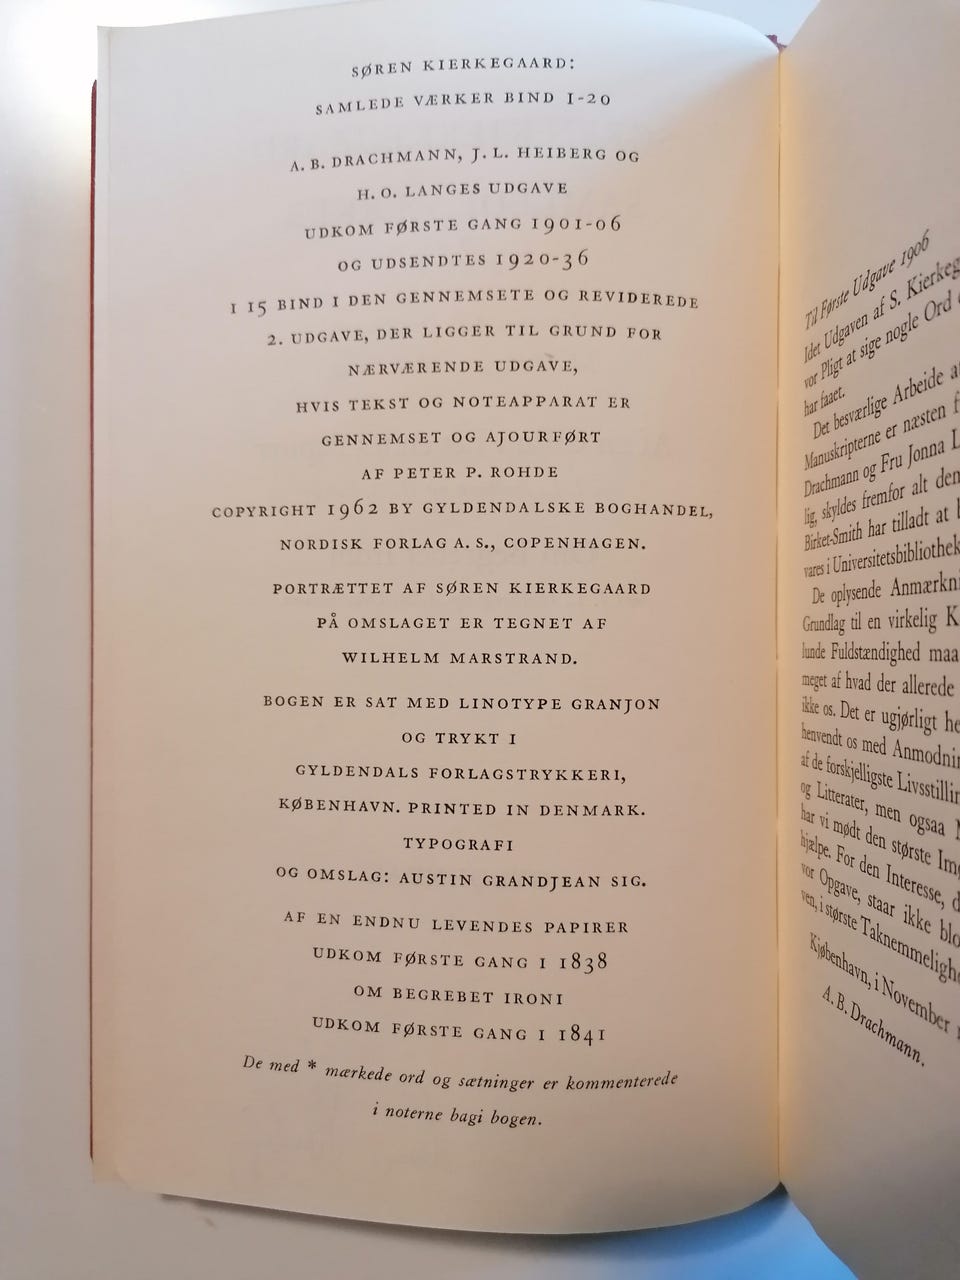 SØREN KIERKEGAARD:
SAMLEDE VÆRKER BIND 1-20
A. B. DRACHMANN, J. L. HEIBERG OG
H. O. LANGES UDGAVE
UDKOM FØRSTE GANG 1901-06
OG UDSENDTES 1920-36
I 15 BIND I DEN GENNEMSETE OG REVIDEREDE
2. UDGAVE, DER LIGGER TIL GRUND FOR
NÆRVÆRENDE UDGAVE,
HVIS TEKST OG NOTEAPPARAT ER
GENNEMSET OG AJOURFØRT
AF PETER P. ROHDE
COPYRIGHT 1962 BY GYLDENDALSKE BOGHANDEL,
NORDISK FORLAG A. S., COPENHAGEN.
PORTRÆTTET AF SØREN KIERKEGAARD
PÅ OMSLAGET ER TEGNET AF
WILHELM MARSTRAND.
BOGEN ER SAT MED LINOTYPE GRANJON
OG TRYKT I
GYLDENDALS FORLAGSTRYKKERI,
KØBENHAVN. PRINTED IN DENMARK.
TYPOGRAFI
OG OMSLAG: AUSTIN GRANDJEAN SIG.
AF EN ENDNU LEVENDES PAPIRER
UDKOM FØRSTE GANG I 1838
OM BEGREBET IRONI
UDKOM FØRSTE GANG I 1841
De med * mærkede ord og sætninger er kommenterede
i noterne bagi bogen.
Til Første Udgave 1906
Idet Udgaven af S. Kierkeg
vor Pligt at sige nogle Ord
har faaet.
Det besværlige Arbeide
Manuskripterne er næsten
Drachmann og Fru Jonna L
lig, skyldes fremfor alt den
Birket-Smith har tilladt at
vares i Universitetsbibliothek
De oplysende Anmærkni
Grundlag til en virkelig K
lunde Fuldstændighed maa
meget af hvad der allerede
ikke os. Det er ugjørligt he
henvendt os med Anmodnin
af de forskjelligste Livsstillin
og Litterater, men ogsaa
har vi mødt den største Im
hjælpe. For den Interesse, d
vor Opgave, staar ikke blo
ven, i største Taknemmeligh
Kjøbenhavn, i November
A. B. Drachmann.